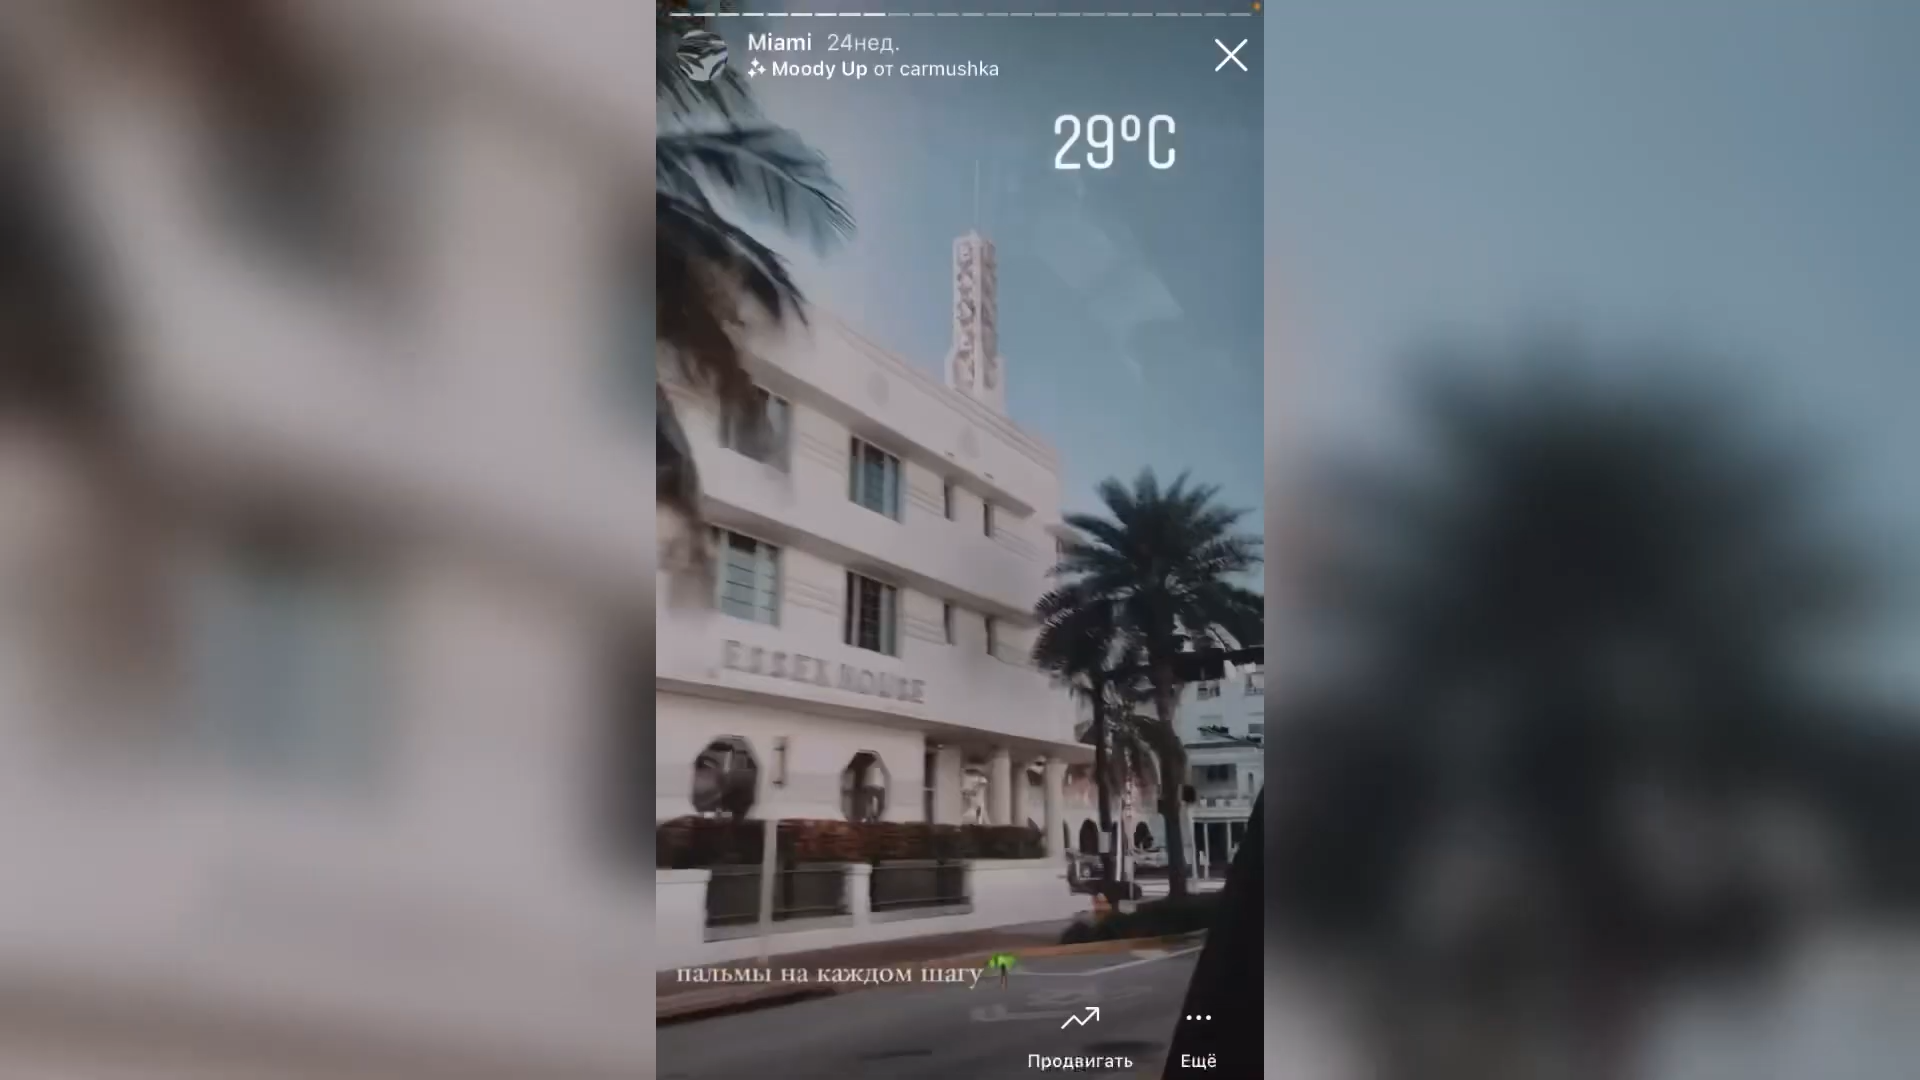 Miami 24нед.
Moody Up от carmushka
29°C
ESSEX HOUSE
пальмы на каждом шагу
Продвигать
Ещё